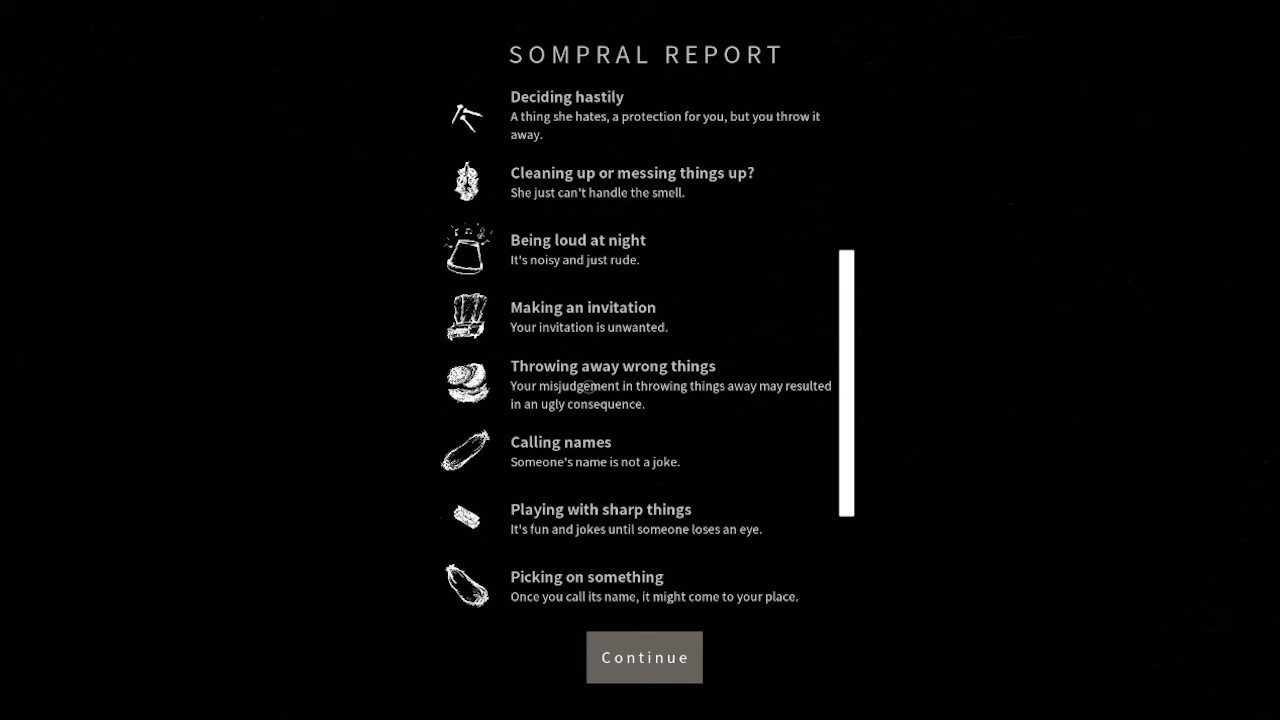 SOMPRAL REPORT
Deciding hastily
A thing she hates, a protection for you, but you throw it
away.
Cleaning up or messing things up?
She just can't handle the smell.
Being loud at night
It's noisy and just rude.
Making an invitation
Your invitation is unwanted.
Throwing away wrong things
Your misjudgement in throwing things away may resulted
in an ugly consequence.
Calling names
Someone's name is not a joke.
Playing with sharp things
It's fun and jokes until someone loses an eye.
Picking on something
Once you call its name, it might come to your place.
Continue